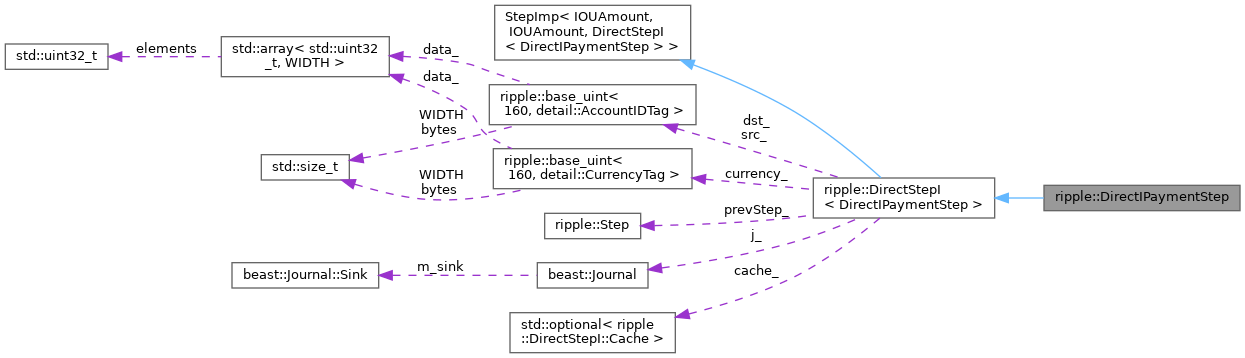 StepImp< IOUAmount,
IOUAmount, DirectStepI
< DirectIPaymentStep > >
std::uint32_t
elements
std::array< std::uint32
_t, WIDTH >
data_
data_
ripple::base_uint<
160, detail::AccountIDTag >
WIDTH
bytes
dst_
src_
std::size_t
ripple::base_uint<
160, detail::CurrencyTag >
WIDTH
bytes
currency_
ripple::DirectStepI
< DirectIPaymentStep >
ripple::DirectIPaymentStep
ripple::Step
prevStep_
j_
beast::Journal::Sink
m_sink
beast::Journal
cache_
std::optional< ripple
::DirectStepI::Cache >